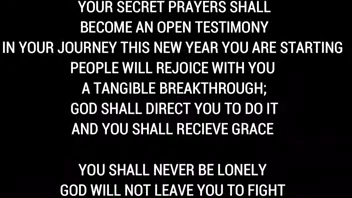 YOUR SECRET PRAYERS SHALL
BECOME AN OPEN TESTIMONY
IN YOUR JOURNEY THIS NEW YEAR YOU ARE STARTING
PEOPLE WILL REJOICE WITH YOU
A TANGIBLE BREAKTHROUGH;
GOD SHALL DIRECT YOU TO DO IT
AND YOU SHALL RECIEVE GRACE
YOU SHALL NEVER BE LONELY
GOD WILL NOT LEAVE YOU TO FIGHT